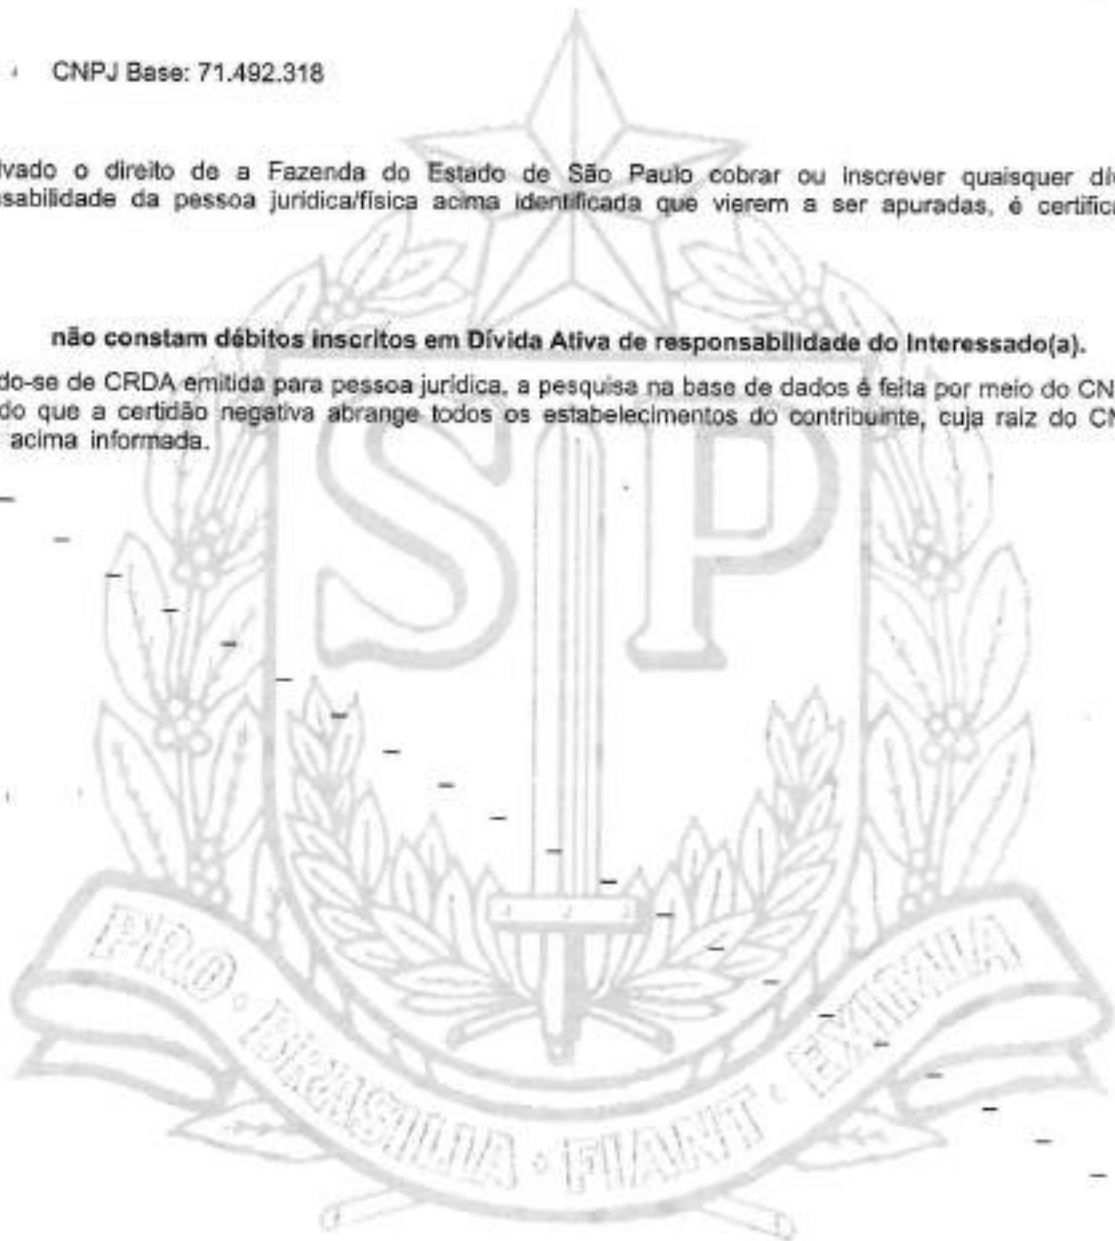 CNPJ Base: 71.492.318
lvado o direito de a Fazenda do Estado de São Paulo cobrar ou inscrever quaisquer dí
nsabilidade da pessoa jurídica/física acima identificada que vierem a ser apuradas, é certific
não constam débitos inscritos em Dívida Ativa de responsabilidade do Interessado(a).
do-se de CRDA emitida para pessoa jurídica, a pesquisa na base de dados é feita por meio do CN
do que a certidão negativa abrange todos os estabelecimentos do contribuinte, cuja raiz do CN
acima informada.
S P
PRO · BRASILIA · FIANT · EXIMIA